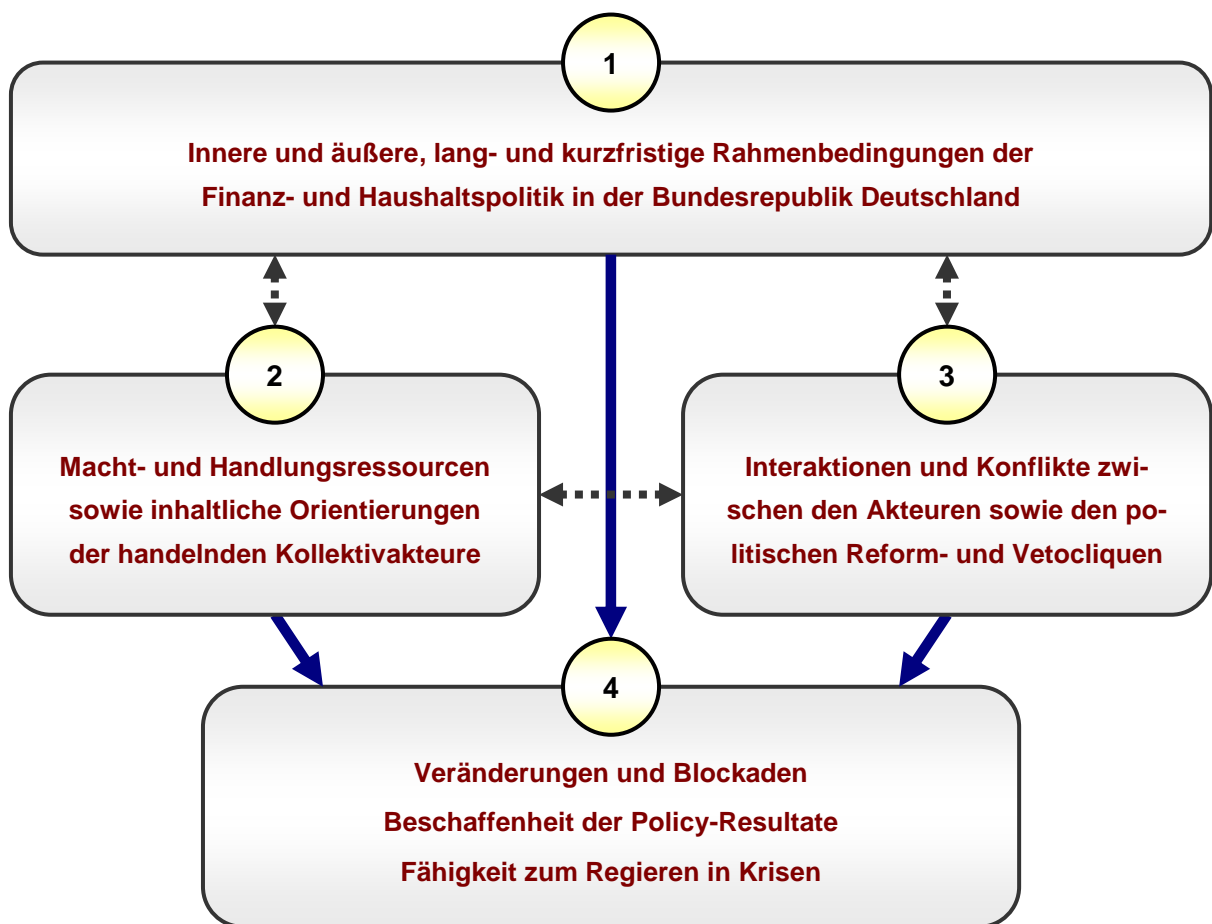 1
Innere und äußere, lang- und kurzfristige Rahmenbedingungen der
Finanz- und Haushaltspolitik in der Bundesrepublik Deutschland
2
Macht- und Handlungsressourcen
sowie inhaltliche Orientierungen
der handelnden Kollektivakteure
3
Interaktionen und Konflikte zwi-
schen den Akteuren sowie den po-
litischen Reform- und Vetocliquen
4
Veränderungen und Blockaden
Beschaffenheit der Policy-Resultate
Fähigkeit zum Regieren in Krisen